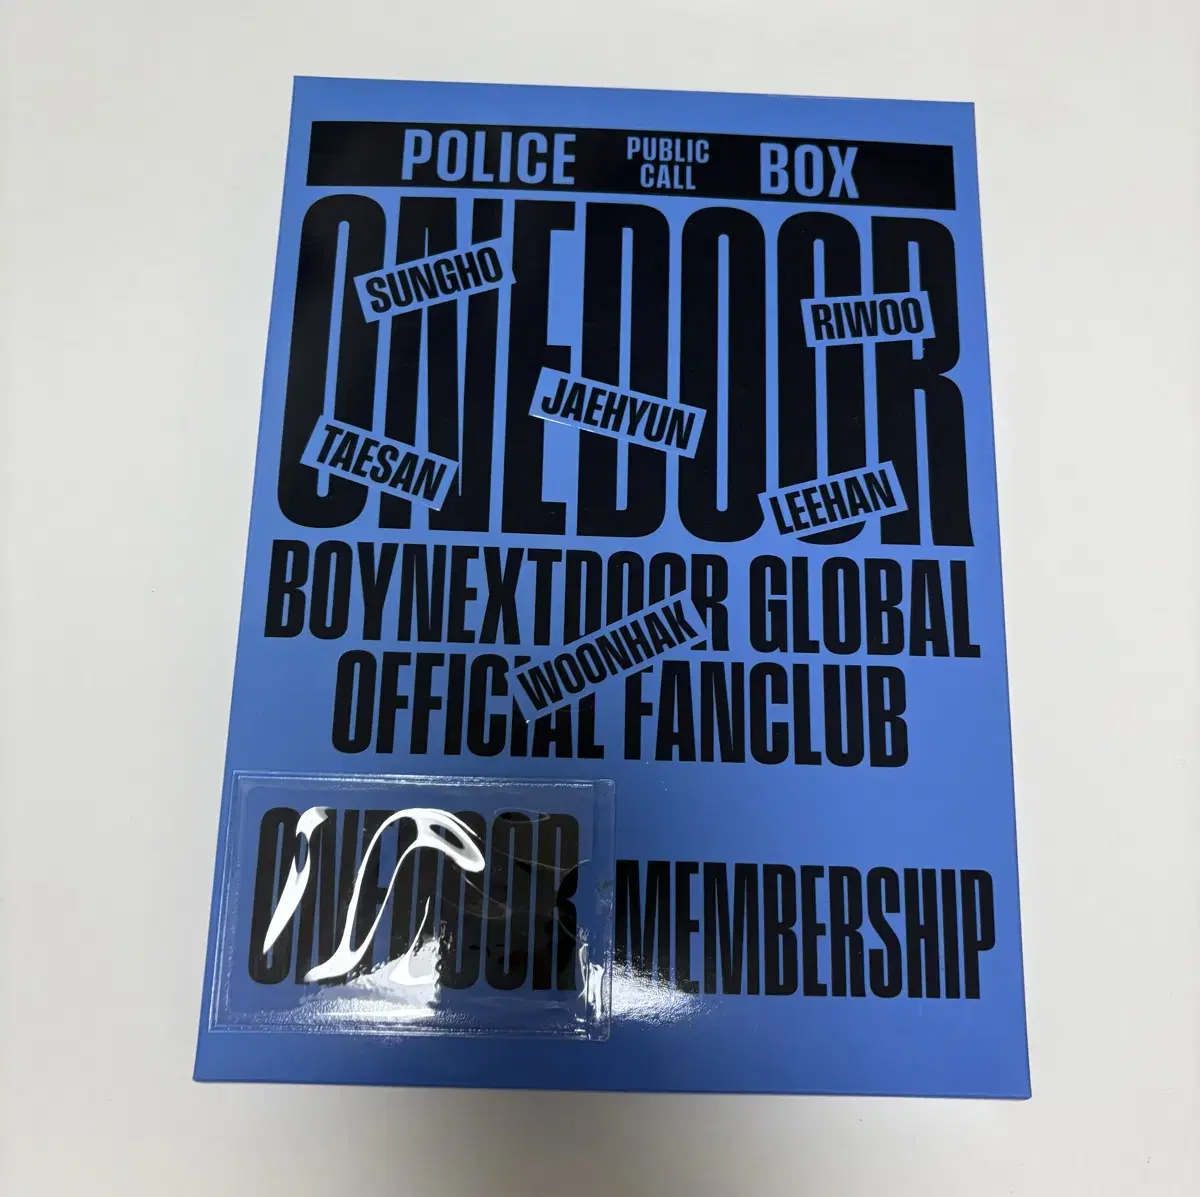 POLICE PUBLIC CALL BOX
ONEDOOR
SUNGHO
RIWOO
JAEHYUN
TAESAN
LEEHAN
BOYNEXTDOOR GLOBAL
WOONHAK
OFFICIAL FANCLUB
ONEDOOR MEMBERSHIP